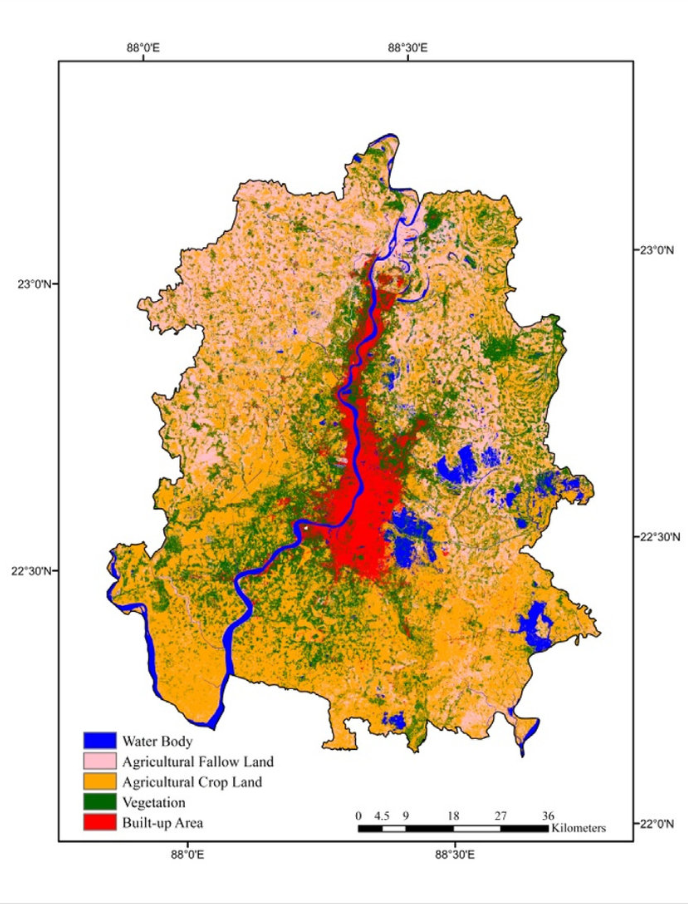 88°0'E 88°30'E
23°0'N
23°0'N
22°30'N
22°30'N
22°0'N
Water Body
Agricultural Fallow Land
Agricultural Crop Land
Vegetation
Built-up Area
0 4.5 9 18 27 36
Kilometers
88°0'E 88°30'E